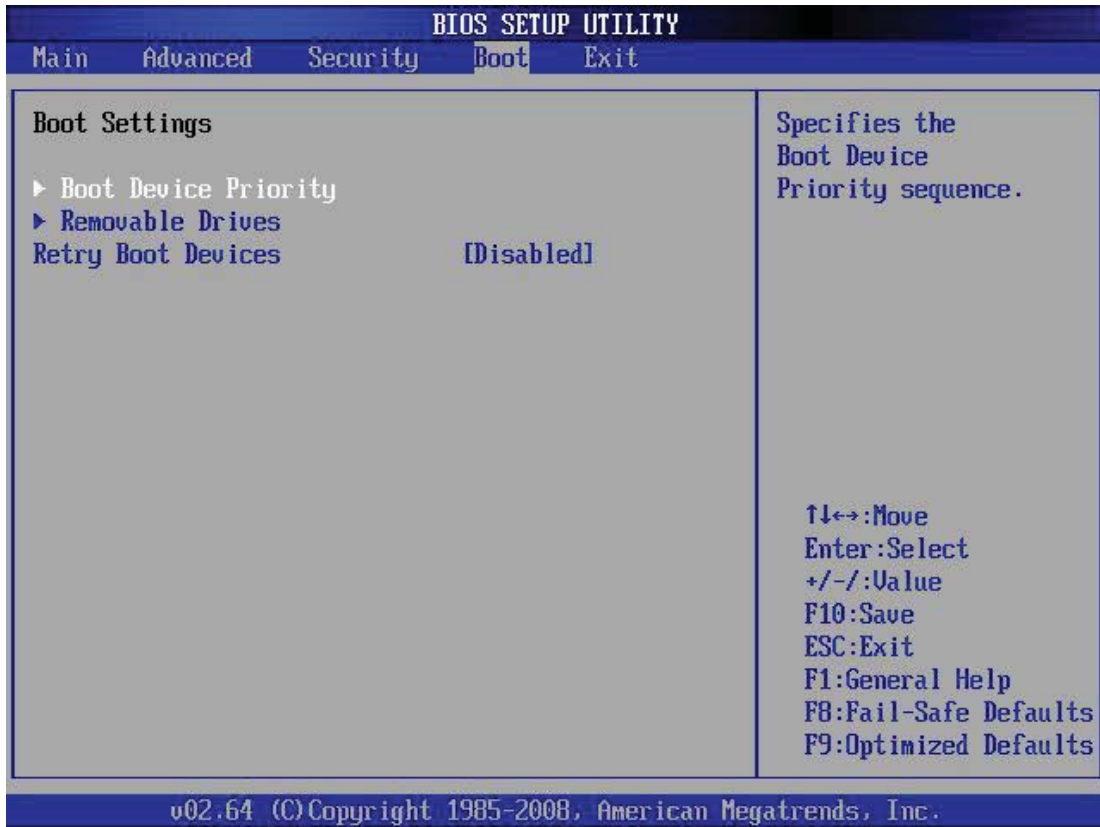 BIOS SETUP UTILITY
Main Advanced Security Boot Exit
Boot Settings
▶ Boot Device Priority
▶ Removable Drives
Retry Boot Devices [Disabled]
Specifies the
Boot Device
Priority sequence.
↑↓←→:Move
Enter:Select
+/-/:Value
F10:Save
ESC:Exit
F1:General Help
F8:Fail-Safe Defaults
F9:Optimized Defaults
v02.64 (C)Copyright 1985-2008, American Megatrends, Inc.